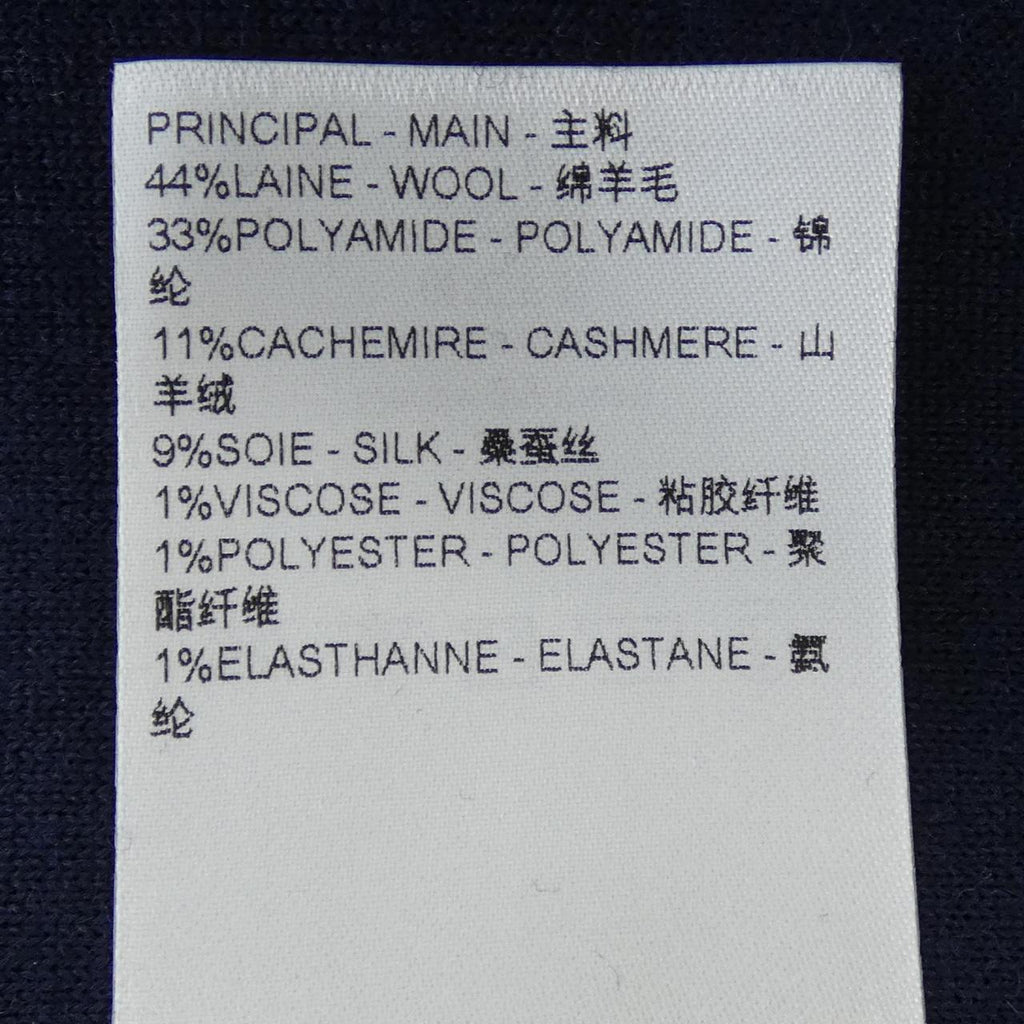 PRINCIPAL - MAIN - 主料
44%LAINE - WOOL - 绵羊毛
33%POLYAMIDE - POLYAMIDE - 锦
纶
11%CACHEMIRE - CASHMERE - 山
羊绒
9%SOIE - SILK - 桑蚕丝
1%VISCOSE - VISCOSE - 粘胶纤维
1%POLYESTER - POLYESTER - 聚
酯纤维
1%ELASTHANNE - ELASTANE - 氨
纶